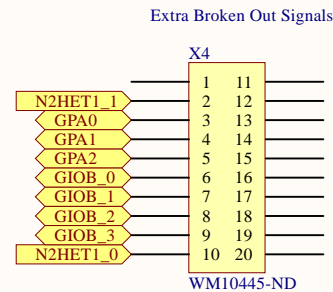 Extra Broken Out Signals
X4
1 11
N2HET1_1 2 12
GPA0 3 13
GPA1 4 14
GPA2 5 15
GIOB_0 6 16
GIOB_1 7 17
GIOB_2 8 18
GIOB_3 9 19
N2HET1_0 10 20
WM10445-ND